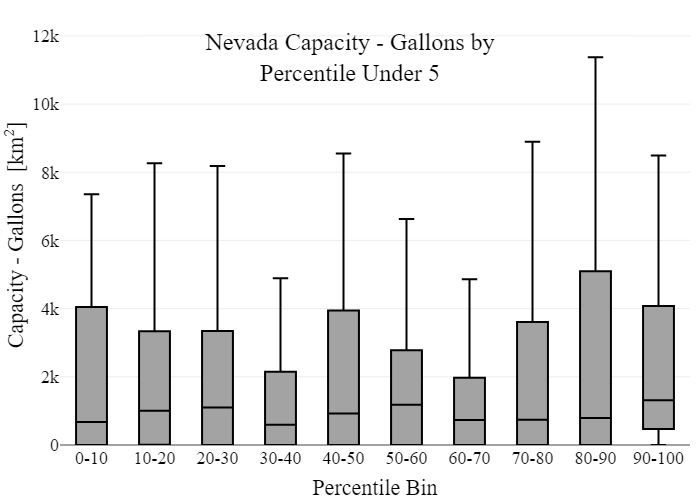 Nevada Capacity - Gallons by
Percentile Under 5
Capacity - Gallons [km²]
12k
10k
8k
6k
4k
2k
0
0-10 10-20 20-30 30-40 40-50 50-60 60-70 70-80 80-90 90-100
Percentile Bin